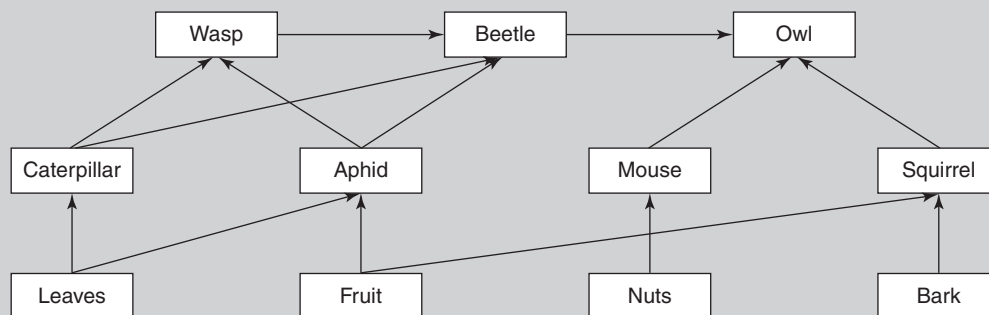 Wasp
Beetle
Owl
Caterpillar
Aphid
Mouse
Squirrel
Leaves
Fruit
Nuts
Bark